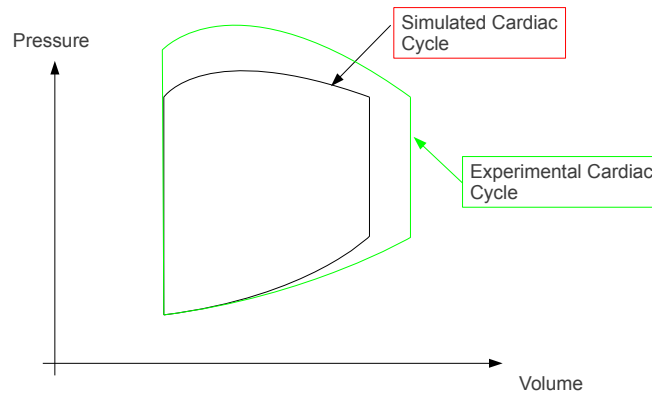 Simulated Cardiac
Cycle
Pressure
Experimental Cardiac
Cycle
Volume